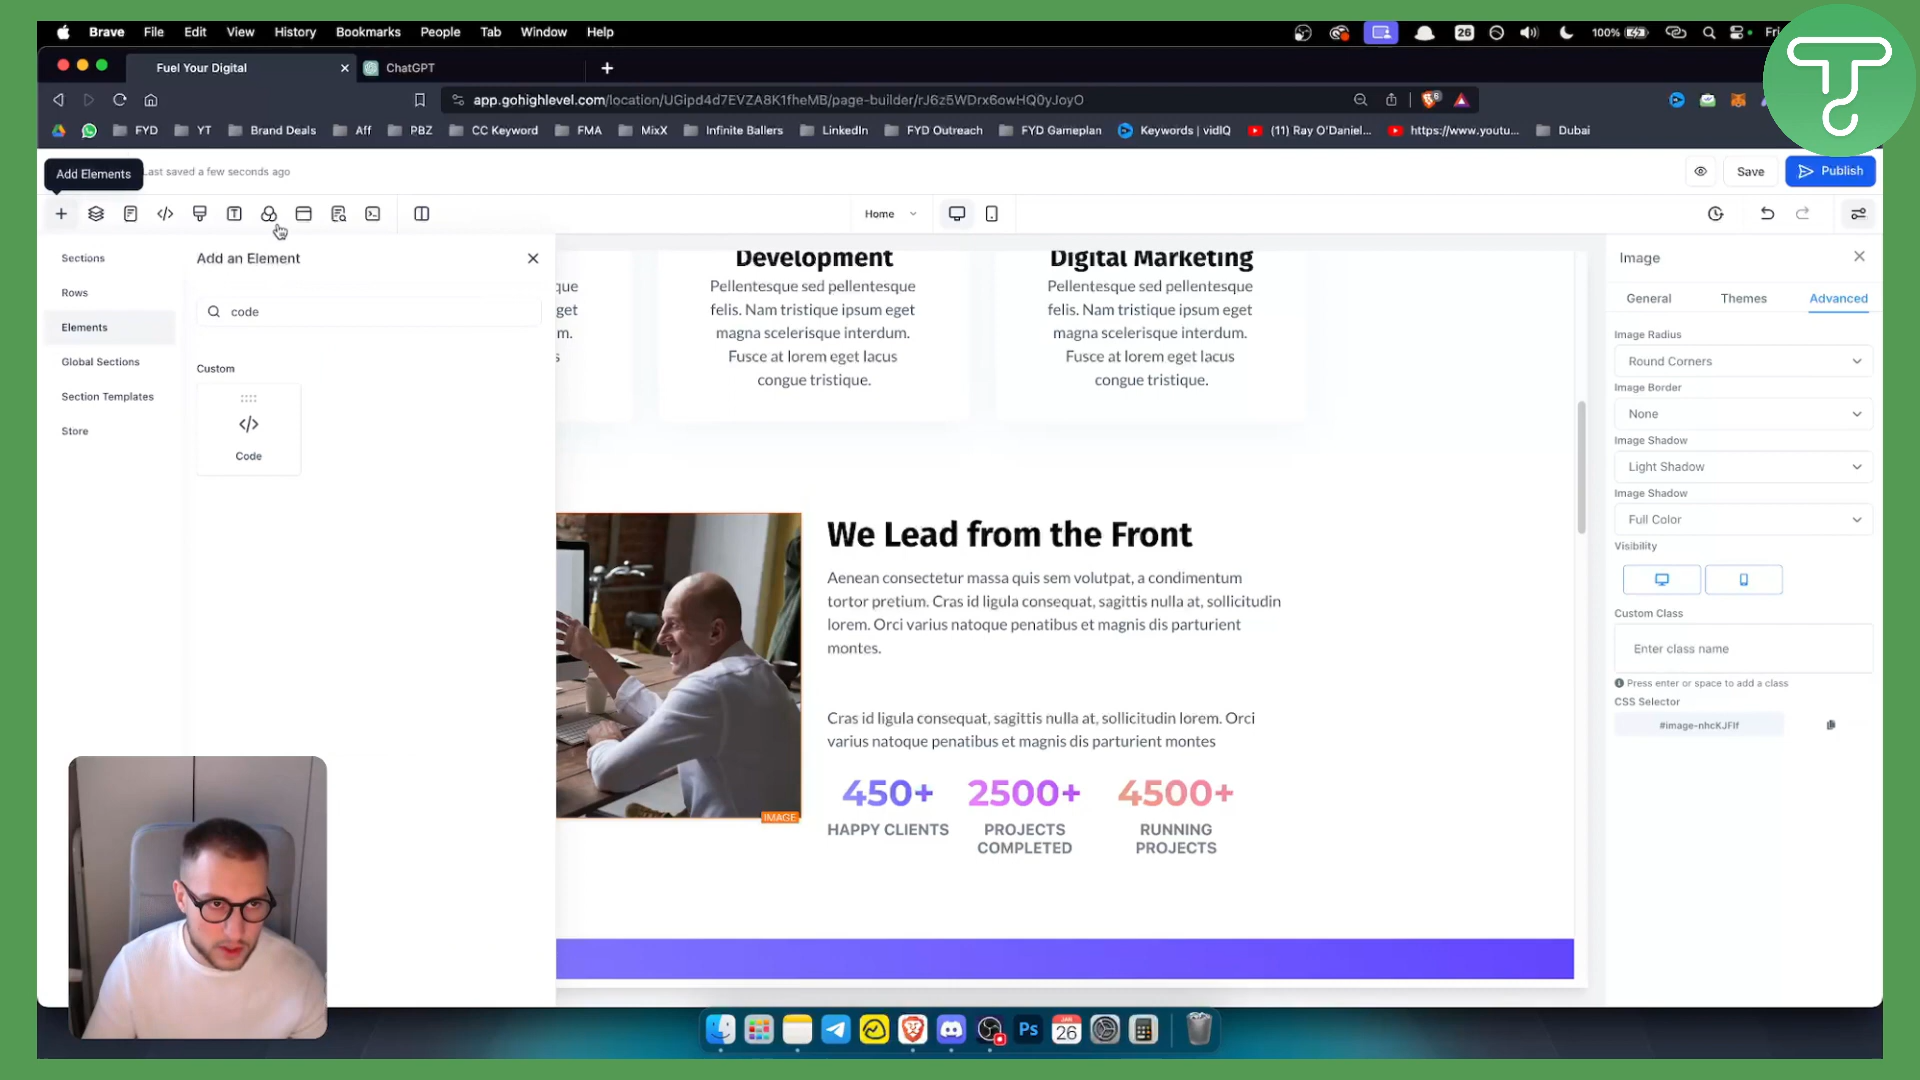 Brave File Edit View History Bookmarks People Tab Window Help
26 100% Fri
Fuel Your Digital
ChatGPT
app.gohighlevel.com/location/UGipd4d7EVZA8K1fheMB/page-builder/rJ6z5WDrx6owHQ0yJoyO
6
FYD YT Brand Deals Aff PBZ CC Keyword FMA MixX Infinite Ballers LinkedIn FYD Outreach FYD Gameplan Keywords | vidIQ (11) Ray O'Daniel... https://www.youtu... Dubai
Add Elements
Last saved a few seconds ago
Save
Publish
Home
Sections
Rows
Elements
Global Sections
Section Templates
Store
Add an Element
code
Custom
Code
que
get
m.
Development
Pellentesque sed pellentesque
felis. Nam tristique ipsum eget
magna scelerisque interdum.
Fusce at lorem eget lacus
congue tristique.
Digital Marketing
Pellentesque sed pellentesque
felis. Nam tristique ipsum eget
magna scelerisque interdum.
Fusce at lorem eget lacus
congue tristique.
IMAGE
We Lead from the Front
Aenean consectetur massa quis sem volutpat, a condimentum
tortor pretium. Cras id ligula consequat, sagittis nulla at, sollicitudin
lorem. Orci varius natoque penatibus et magnis dis parturient
montes.
Cras id ligula consequat, sagittis nulla at, sollicitudin lorem. Orci
varius natoque penatibus et magnis dis parturient montes
450+ 2500+ 4500+
HAPPY CLIENTS
PROJECTS
COMPLETED
RUNNING
PROJECTS
Image
General Themes Advanced
Image Radius
Round Corners
Image Border
None
Image Shadow
Light Shadow
Image Shadow
Full Color
Visibility
Custom Class
Enter class name
Press enter or space to add a class
CSS Selector
#image-nhcKJFlf
Ps
JAN
26